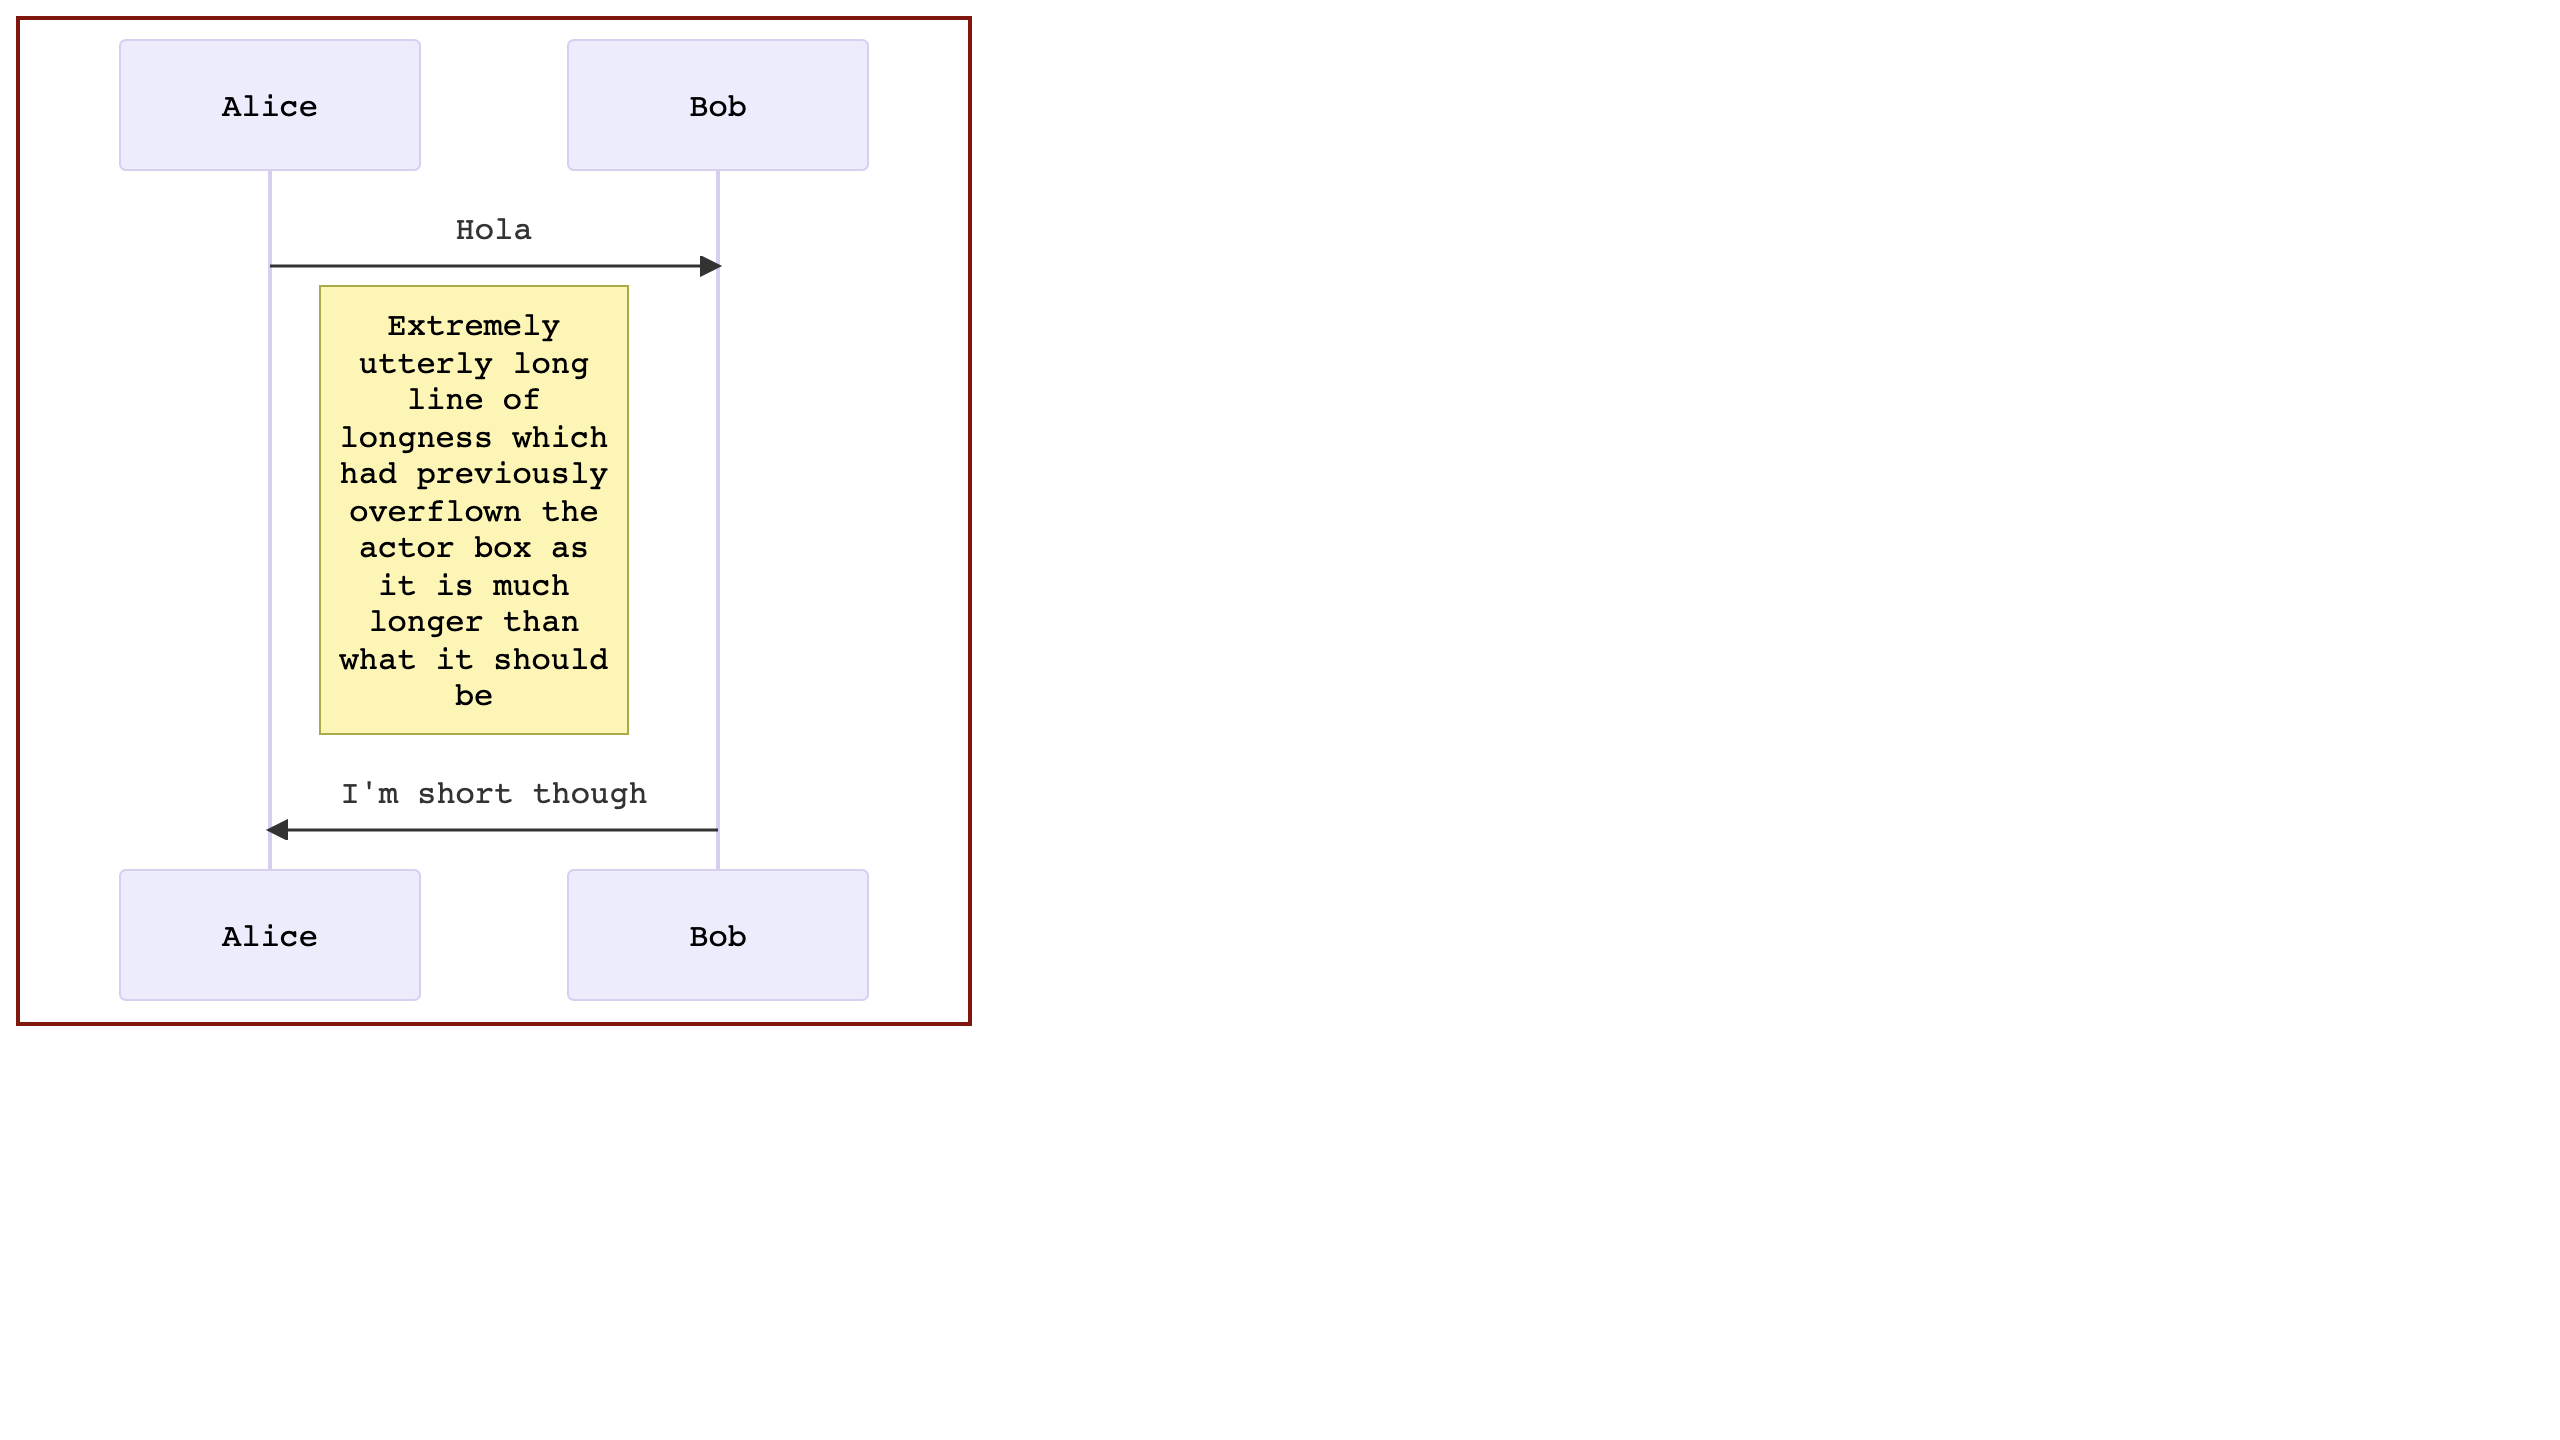 Alice
Bob
Hola
Extremely
utterly long
line of
longness which
had previously
overflown the
actor box as
it is much
longer than
what it should
be
I'm short though
Alice
Bob